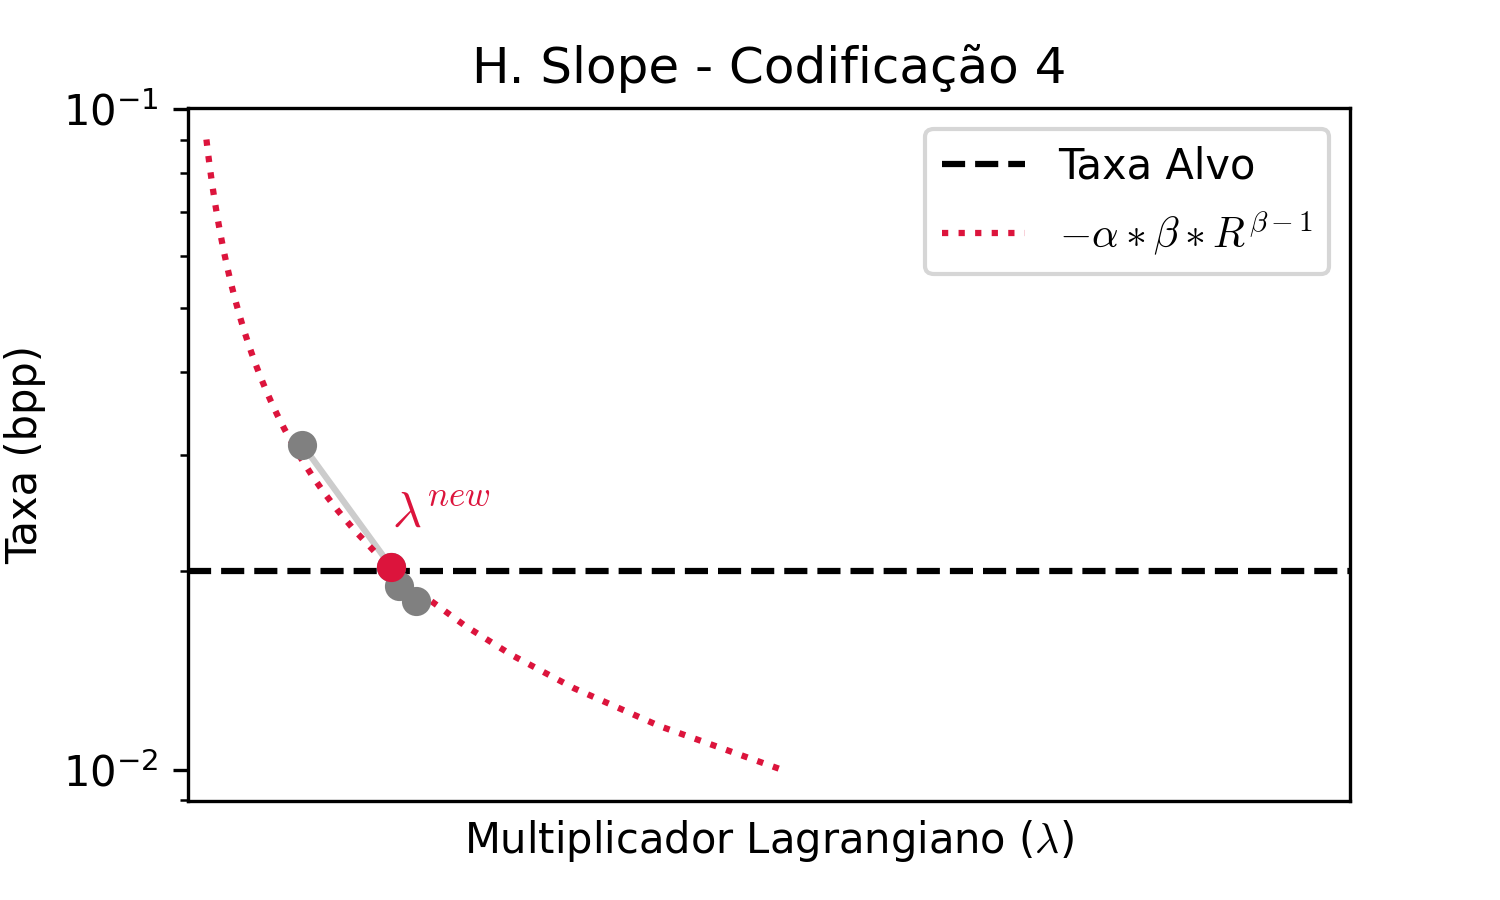 H. Slope - Codificação 4
10⁻¹
Taxa Alvo
−α ∗ β ∗ R^{β−1}
Taxa (bpp)
λ^{new}
10⁻²
Multiplicador Lagrangiano (λ)